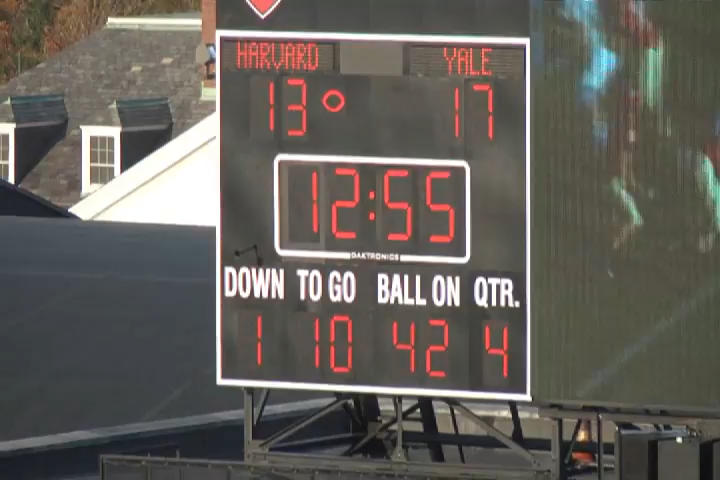 HARVARD YALE
13 17
12:55
DAKTRONICS
DOWN TO GO BALL ON QTR.
1 10 42 4